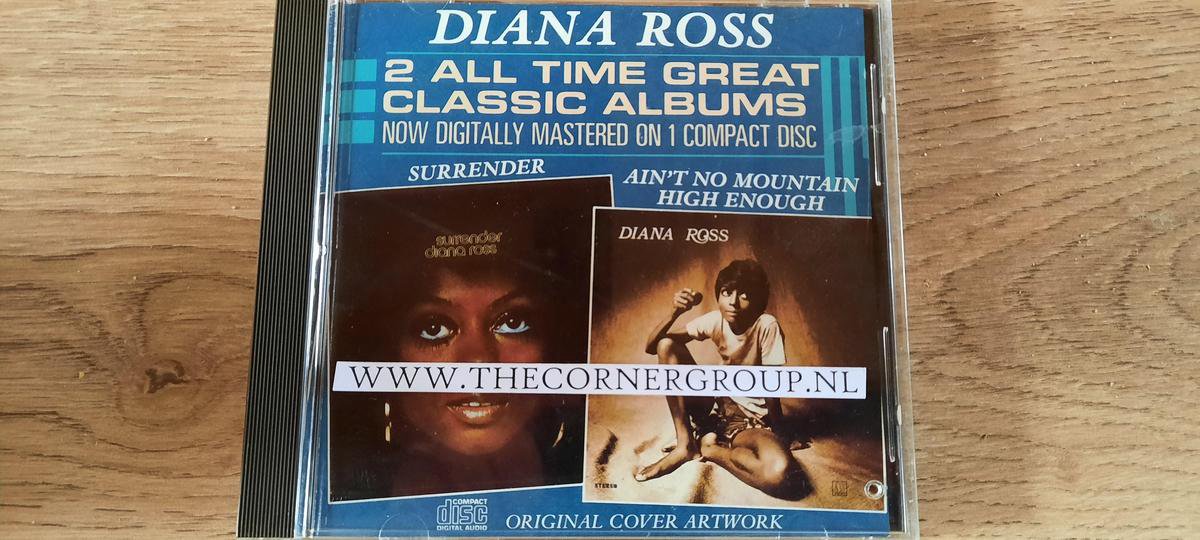 DIANA ROSS
2 ALL TIME GREAT
CLASSIC ALBUMS
NOW DIGITALLY MASTERED ON 1 COMPACT DISC
SURRENDER
AIN'T NO MOUNTAIN
HIGH ENOUGH
surrender
diana ross
DIANA ROSS
WWW.THECORNERGROUP.NL
STEREO
COMPACT
disc
DIGITAL AUDIO
ORIGINAL COVER ARTWORK